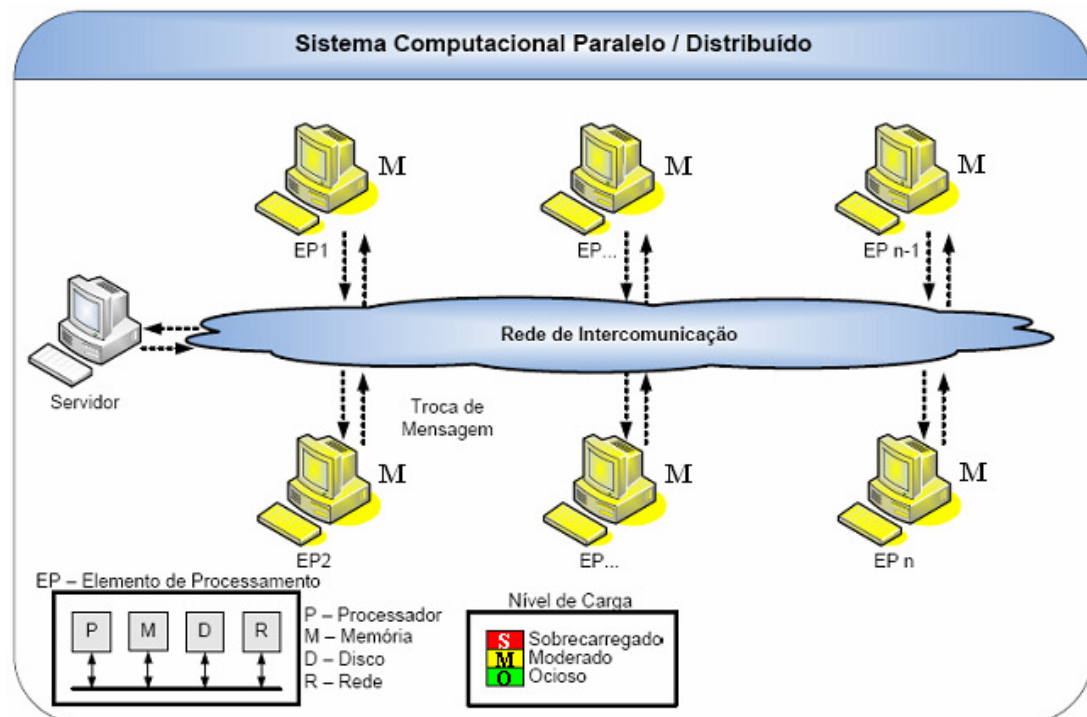 Sistema Computacional Paralelo / Distribuído
M
M
M
EP1
EP...
EP n-1
Rede de Intercomunicação
Servidor
Troca de
Mensagem
M
M
M
EP2
EP...
EP n
EP – Elemento de Processamento
P
M
D
R
P – Processador
M – Memória
D – Disco
R – Rede
Nível de Carga
S Sobrecarregado
M Moderado
O Ocioso